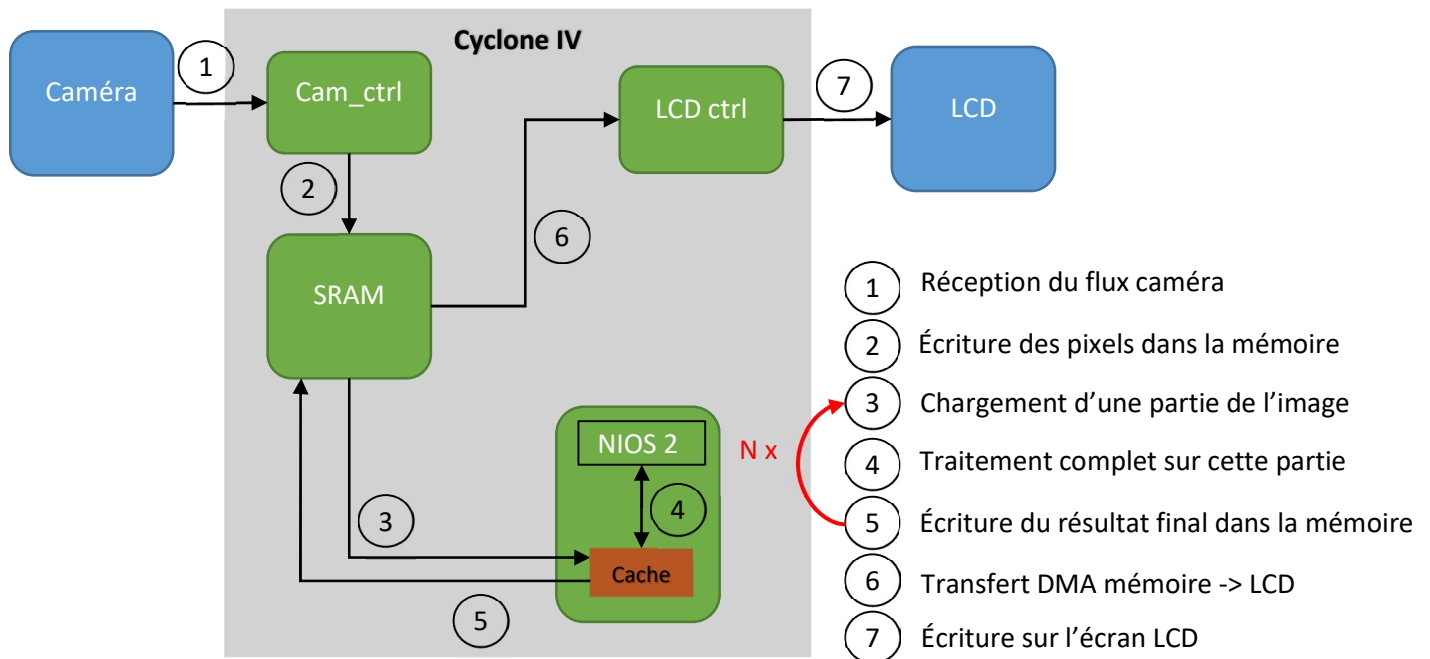 Cyclone IV
Caméra
1
Cam_ctrl
LCD ctrl
7
LCD
2
6
SRAM
NIOS 2
4
3
Cache
5
N x
1 Réception du flux caméra
2 Écriture des pixels dans la mémoire
3 Chargement d’une partie de l’image
4 Traitement complet sur cette partie
5 Écriture du résultat final dans la mémoire
6 Transfert DMA mémoire -> LCD
7 Écriture sur l’écran LCD